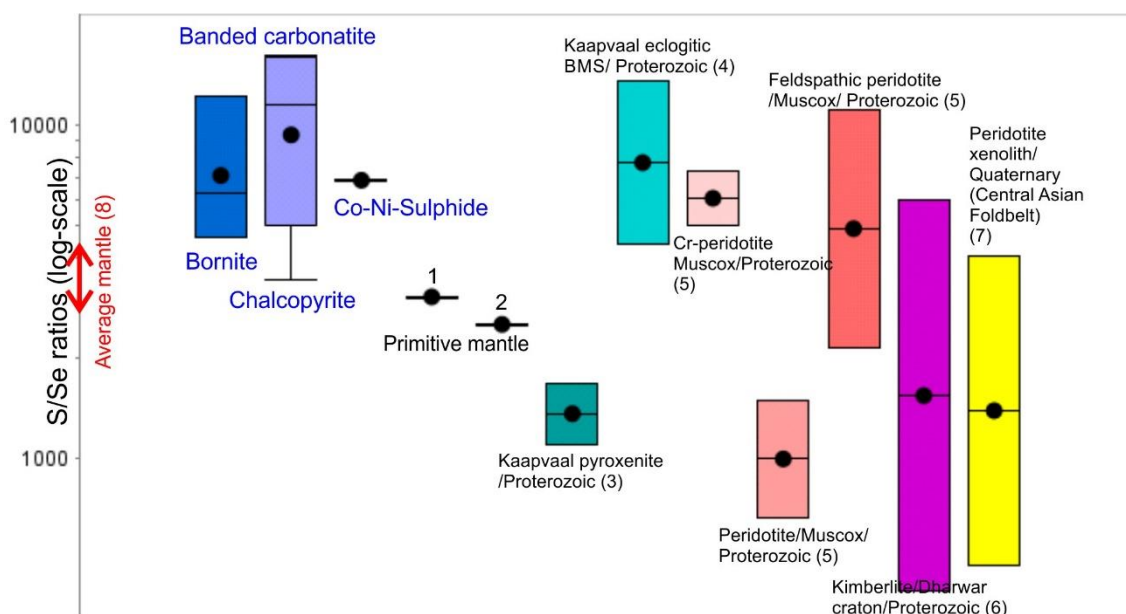 Banded carbonatite
Bornite
Chalcopyrite
Co-Ni-Sulphide
1
2
Primitive mantle
Kaapvaal pyroxenite
/Proterozoic (3)
Kaapvaal eclogitic
BMS/ Proterozoic (4)
Cr-peridotite
Muscox/Proterozoic
(5)
Peridotite/Muscox/
Proterozoic (5)
Feldspathic peridotite
/Muscox/ Proterozoic (5)
Kimberlite/Dharwar
craton/Proterozoic (6)
Peridotite
xenolith/
Quaternary
(Central Asian
Foldbelt)
(7)
10000
1000
S/Se ratios (log-scale)
Average mantle (8)